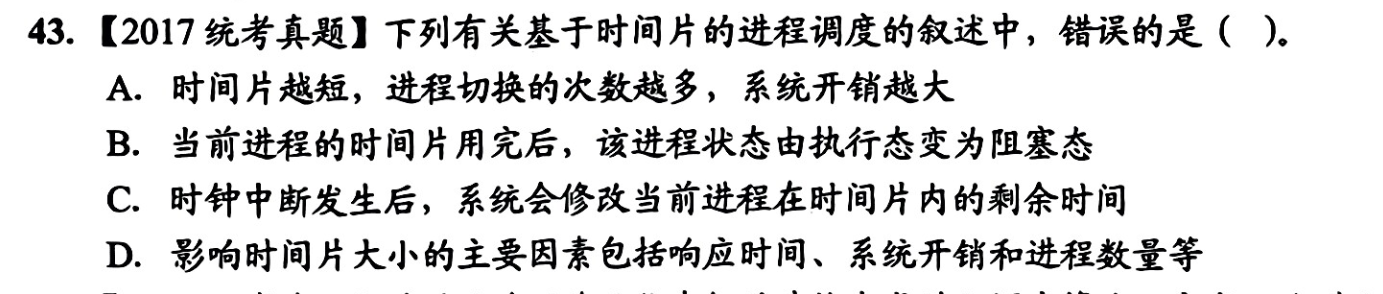 43. 【2017 统考真题】下列有关基于时间片的进程调度的叙述中，错误的是（ ）。
A. 时间片越短，进程切换的次数越多，系统开销越大
B. 当前进程的时间片用完后，该进程状态由执行态变为阻塞态
C. 时钟中断发生后，系统会修改当前进程在时间片内的剩余时间
D. 影响时间片大小的主要因素包括响应时间、系统开销和进程数量等